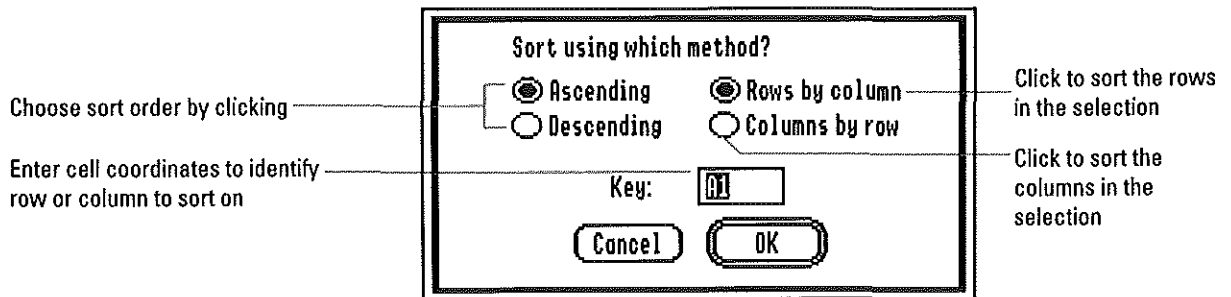 Sort using which method?
Choose sort order by clicking
Ascending
Rows by column
Click to sort the rows
in the selection
Descending
Columns by row
Enter cell coordinates to identify
row or column to sort on
Key: A1
Click to sort the
columns in the
selection
Cancel
OK